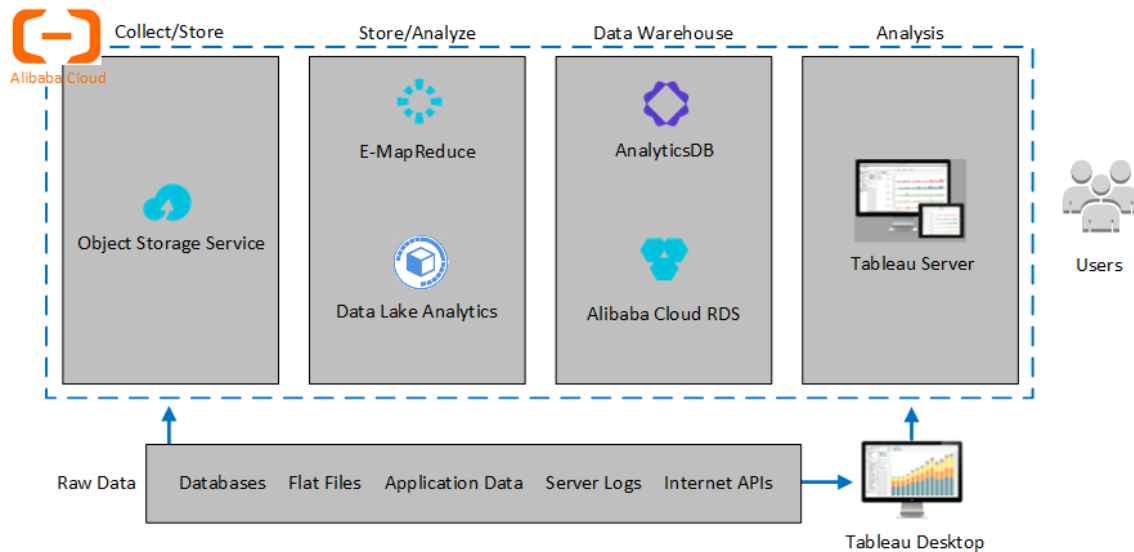 Collect/Store
Store/Analyze
Data Warehouse
Analysis
Alibaba Cloud
E-MapReduce
AnalyticsDB
Object Storage Service
Tableau Server
Users
Data Lake Analytics
Alibaba Cloud RDS
Raw Data
Databases
Flat Files
Application Data
Server Logs
Internet APIs
Tableau Desktop